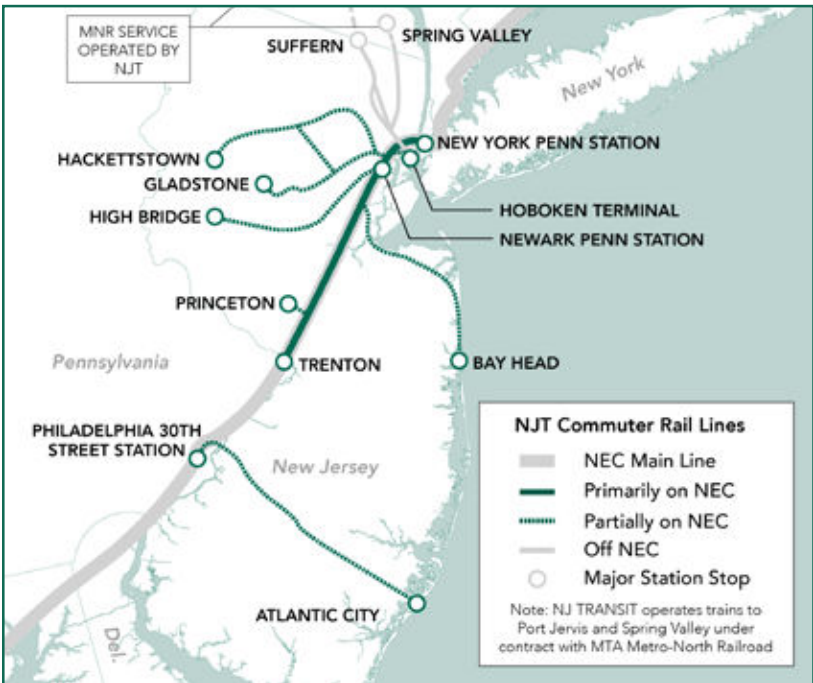 MNR SERVICE
OPERATED BY
NJT
SUFFERN
SPRING VALLEY
New York
HACKETTSTOWN
NEW YORK PENN STATION
GLADSTONE
HIGH BRIDGE
HOBOKEN TERMINAL
NEWARK PENN STATION
PRINCETON
Pennsylvania
TRENTON
BAY HEAD
PHILADELPHIA 30TH
STREET STATION
New Jersey
ATLANTIC CITY
Del.
NJT Commuter Rail Lines
NEC Main Line
Primarily on NEC
Partially on NEC
Off NEC
Major Station Stop
Note: NJ TRANSIT operates trains to
Port Jervis and Spring Valley under
contract with MTA Metro-North Railroad